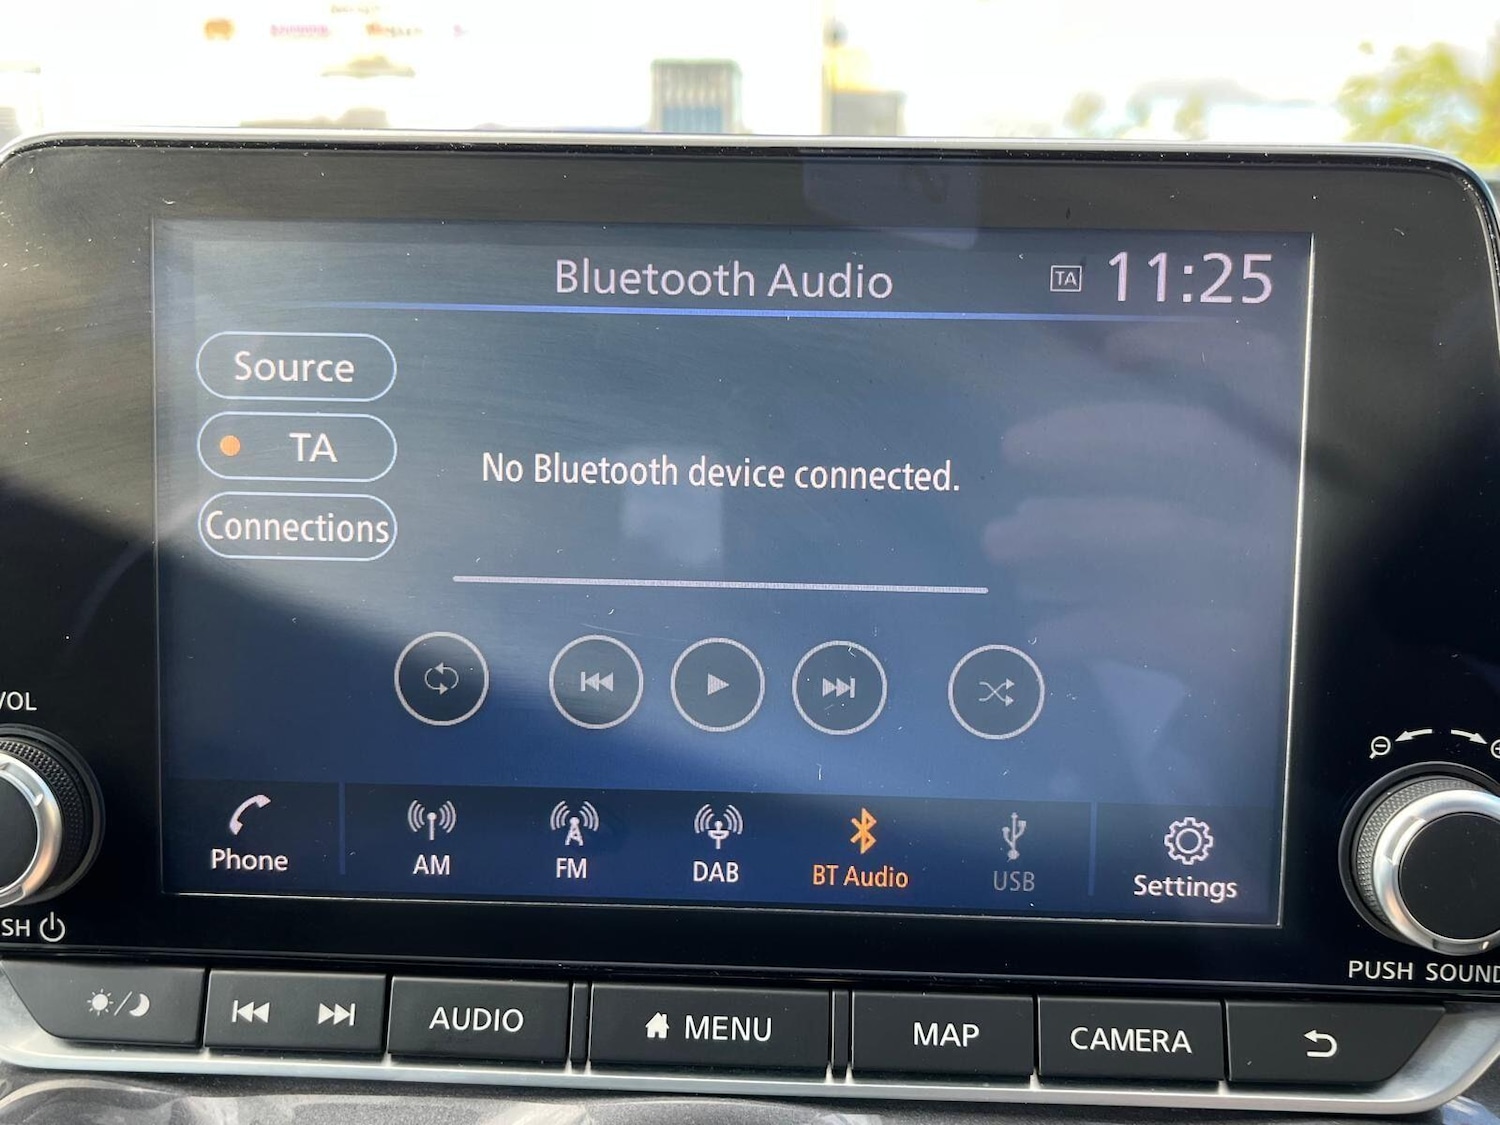 Bluetooth Audio
TA
11:25
Source
TA
No Bluetooth device connected.
Connections
VOL
Phone
AM
FM
DAB
BT Audio
USB
Settings
SH
PUSH SOUND
AUDIO
MENU
MAP
CAMERA